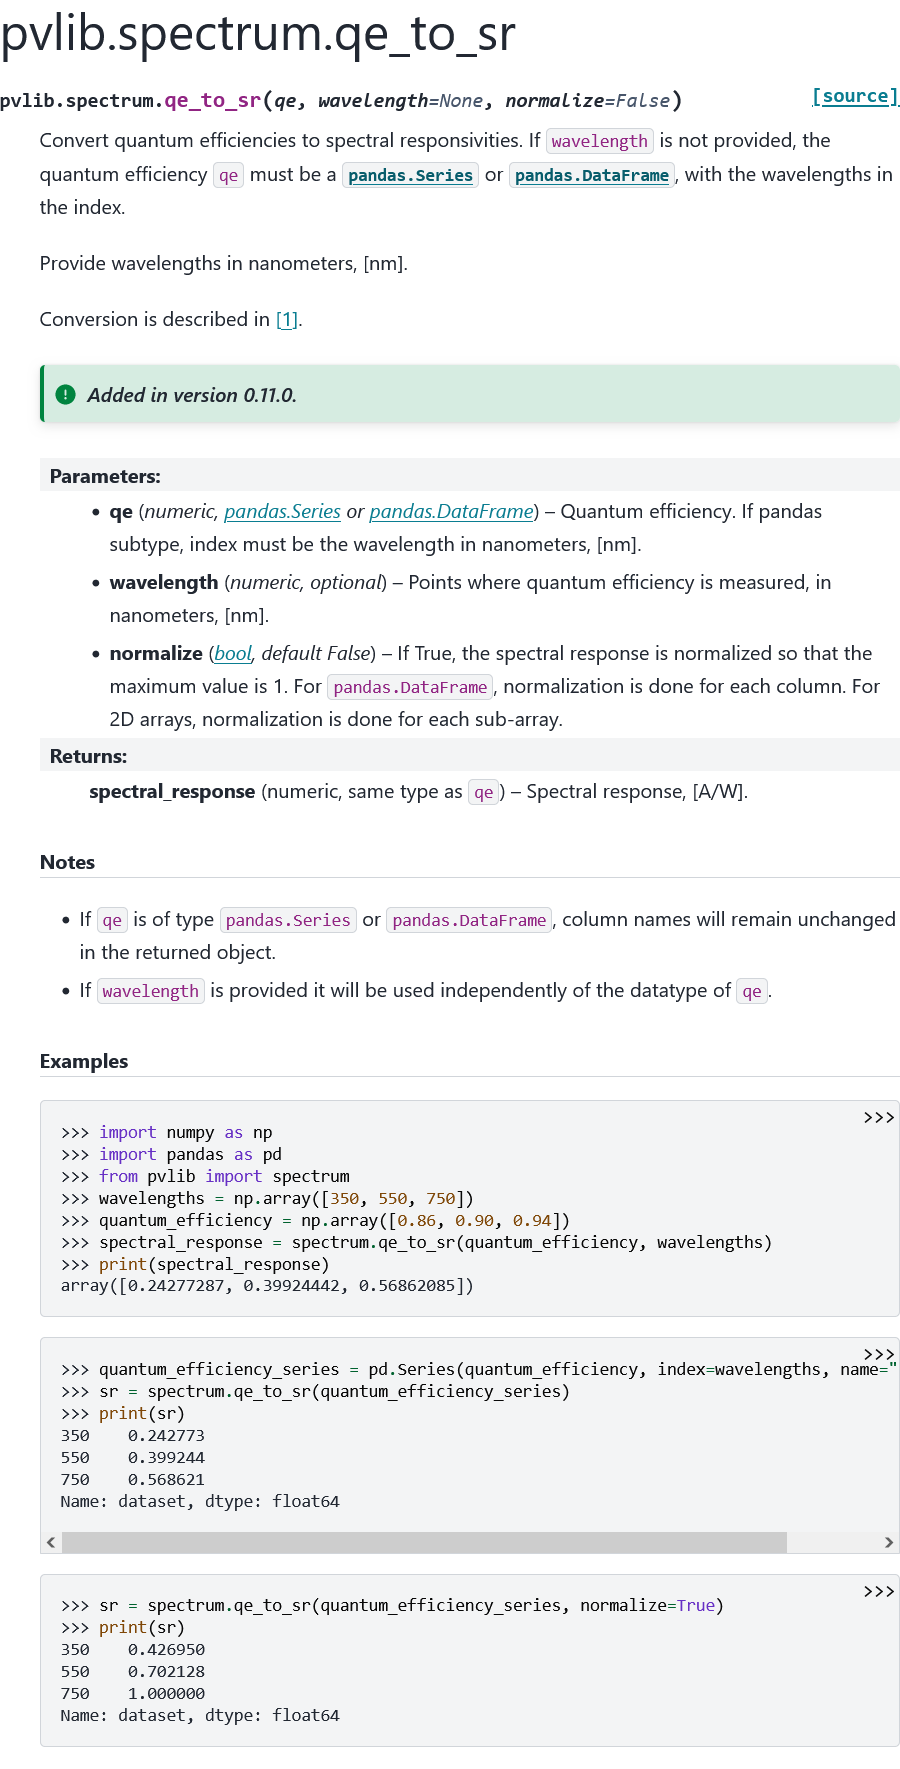 pvlib.spectrum.qe_to_sr
pvlib.spectrum.qe_to_sr(qe, wavelength=None, normalize=False) [source]
Convert quantum efficiencies to spectral responsivities. If wavelength is not provided, the
quantum efficiency qe must be a pandas.Series or pandas.DataFrame, with the wavelengths in
the index.
Provide wavelengths in nanometers, [nm].
Conversion is described in [1].
Added in version 0.11.0.
Parameters:
• qe (numeric, pandas.Series or pandas.DataFrame) – Quantum efficiency. If pandas
subtype, index must be the wavelength in nanometers, [nm].
• wavelength (numeric, optional) – Points where quantum efficiency is measured, in
nanometers, [nm].
• normalize (bool, default False) – If True, the spectral response is normalized so that the
maximum value is 1. For pandas.DataFrame, normalization is done for each column. For
2D arrays, normalization is done for each sub-array.
Returns:
spectral_response (numeric, same type as qe) – Spectral response, [A/W].
Notes
• If qe is of type pandas.Series or pandas.DataFrame, column names will remain unchanged
in the returned object.
• If wavelength is provided it will be used independently of the datatype of qe.
Examples
>>>
>>> import numpy as np
>>> import pandas as pd
>>> from pvlib import spectrum
>>> wavelengths = np.array([350, 550, 750])
>>> quantum_efficiency = np.array([0.86, 0.90, 0.94])
>>> spectral_response = spectrum.qe_to_sr(quantum_efficiency, wavelengths)
>>> print(spectral_response)
array([0.24277287, 0.39924442, 0.56862085])
>>>
>>> quantum_efficiency_series = pd.Series(quantum_efficiency, index=wavelengths, name="
>>> sr = spectrum.qe_to_sr(quantum_efficiency_series)
>>> print(sr)
350    0.242773
550    0.399244
750    0.568621
Name: dataset, dtype: float64
>>>
>>> sr = spectrum.qe_to_sr(quantum_efficiency_series, normalize=True)
>>> print(sr)
350    0.426950
550    0.702128
750    1.000000
Name: dataset, dtype: float64